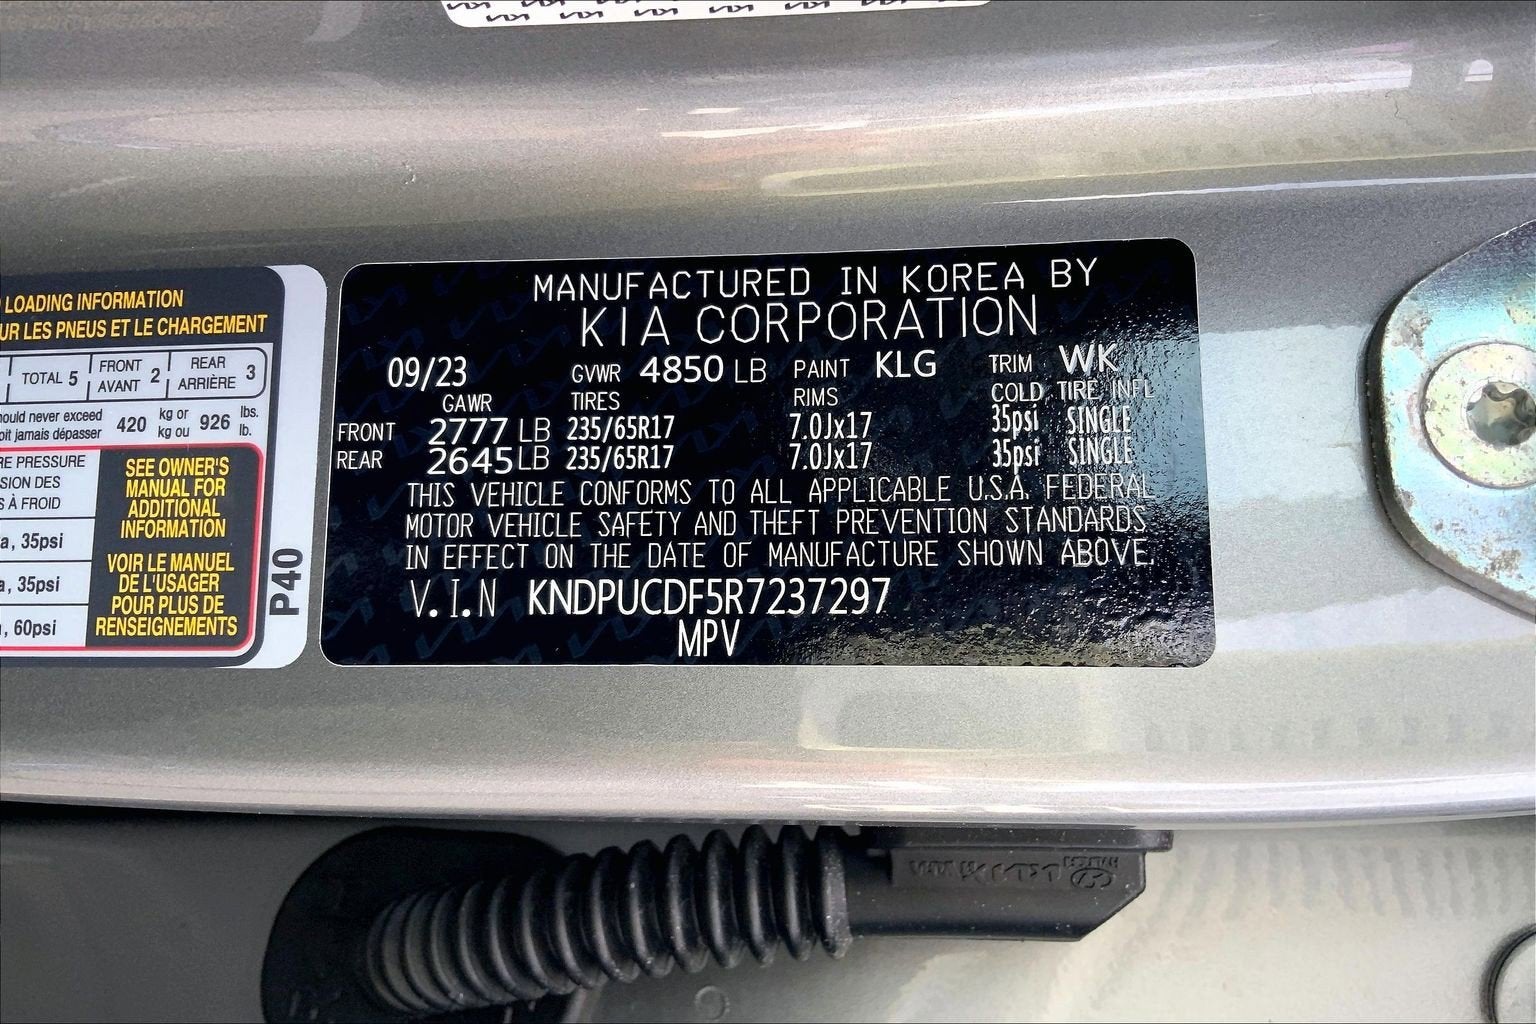 LOADING INFORMATION
UR LES PNEUS ET LE CHARGEMENT
TOTAL 5 FRONT AVANT 2 REAR ARRIÈRE 3
ould never exceed 420 kg or 926 lbs.
oit jamais dépasser kg ou lb.
RE PRESSURE
SION DES
S À FROID
a, 35psi
a, 35psi
, 60psi
SEE OWNER'S
MANUAL FOR
ADDITIONAL
INFORMATION
VOIR LE MANUEL
DE L'USAGER
POUR PLUS DE
RENSEIGNEMENTS
P40
MANUFACTURED IN KOREA BY
KIA CORPORATION
09/23 GVWR 4850 LB PAINT KLG TRIM WK
GAWR TIRES RIMS COLD TIRE INFL
FRONT 2777 LB 235/65R17 7.0Jx17 35psi SINGLE
REAR 2645 LB 235/65R17 7.0Jx17 35psi SINGLE
THIS VEHICLE CONFORMS TO ALL APPLICABLE U.S.A. FEDERAL
MOTOR VEHICLE SAFETY AND THEFT PREVENTION STANDARDS
IN EFFECT ON THE DATE OF MANUFACTURE SHOWN ABOVE.
V.I.N KNDPUCDF5R7237297
MPV